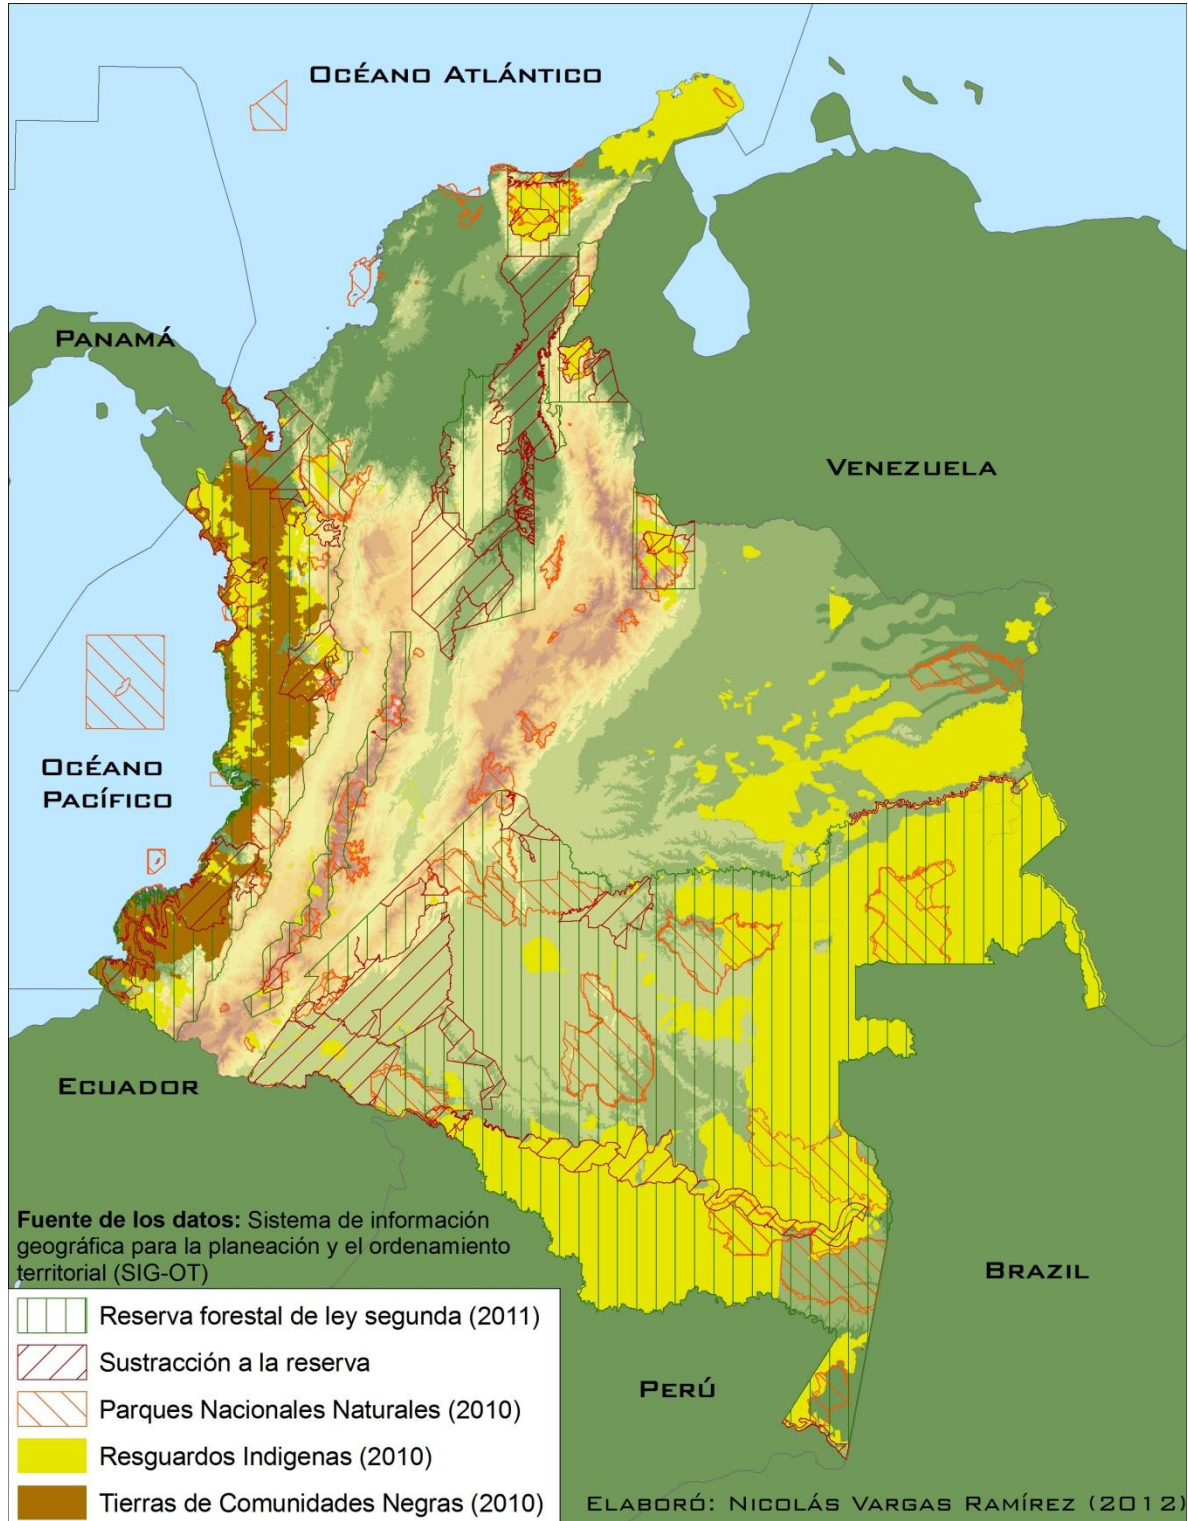 OCÉANO ATLÁNTICO
PANAMÁ
VENEZUELA
OCÉANO
PACÍFICO
ECUADOR
Fuente de los datos: Sistema de información
geográfica para la planeación y el ordenamiento
territorial (SIG-OT)
BRAZIL
PERÚ
Reserva forestal de ley segunda (2011)
Sustracción a la reserva
Parques Nacionales Naturales (2010)
Resguardos Indigenas (2010)
Tierras de Comunidades Negras (2010)
ELABORÓ: NICOLÁS VARGAS RAMÍREZ (2012)